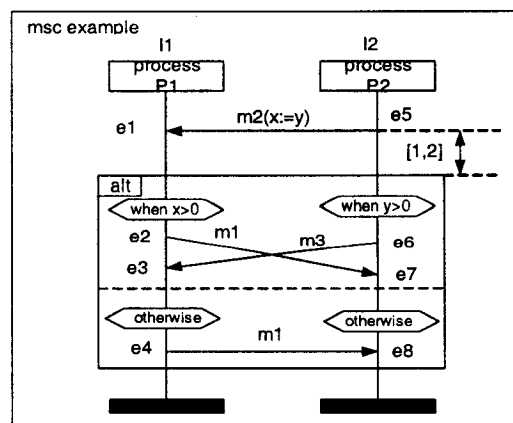 msc example
I1 I2
process P1 process P2
e1 m2(x:=y) e5
[1,2]
alt
when x>0 when y>0
e2 m1 m3 e6
e3 e7
otherwise otherwise
e4 m1 e8